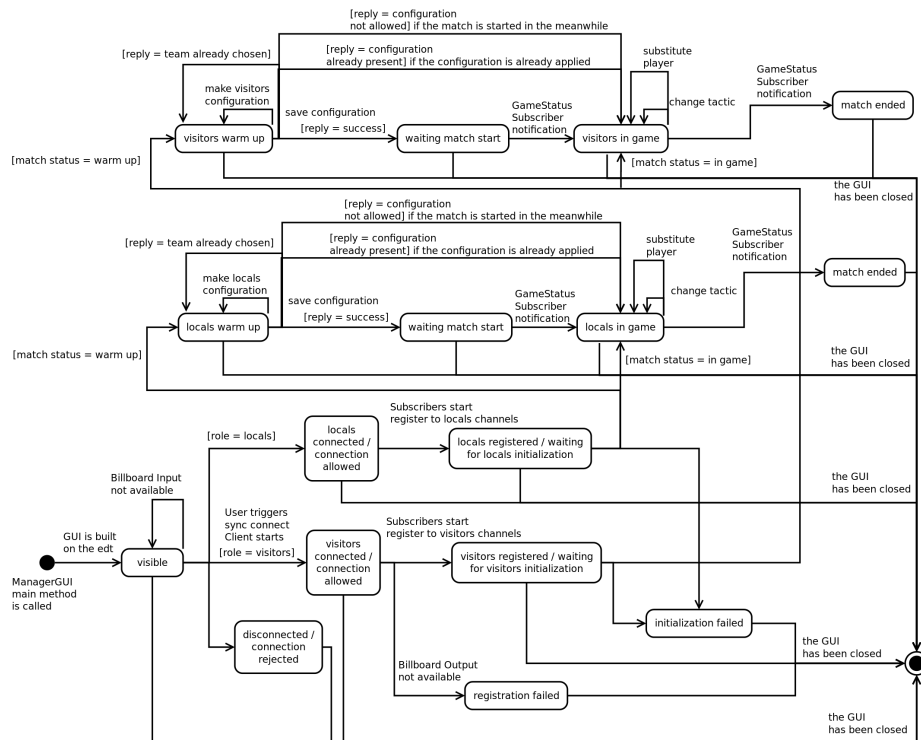 [reply = configuration
not allowed] if the match is started in the meanwhile
[reply = team already chosen]
[reply = configuration
already present] if the configuration is already applied
substitute
player
GameStatus
Subscriber
notification
make visitors
configuration
save configuration
[reply = success]
GameStatus
Subscriber
notification
change tactic
match ended
visitors warm up
waiting match start
visitors in game
[match status = warm up]
[match status = in game]
the GUI
has been closed
[reply = configuration
not allowed] if the match is started in the meanwhile
[reply = team already chosen]
[reply = configuration
already present] if the configuration is already applied
substitute
player
GameStatus
Subscriber
notification
make locals
configuration
save configuration
[reply = success]
GameStatus
Subscriber
notification
change tactic
match ended
locals warm up
waiting match start
locals in game
[match status = warm up]
[match status = in game]
the GUI
has been closed
Subscribers start
register to locals channels
[role = locals]
locals
connected /
connection
allowed
locals registered / waiting
for locals initialization
the GUI
has been closed
Billboard Input
not available
User triggers
sync connect
Client starts
[role = visitors]
Subscribers start
register to visitors channels
GUI is built
on the edt
visible
visitors
connected /
connection
allowed
visitors registered / waiting
for visitors initialization
ManagerGUI
main method
is called
disconnected /
connection
rejected
initialization failed
the GUI
has been closed
Billboard Output
not available
registration failed
the GUI
has been closed